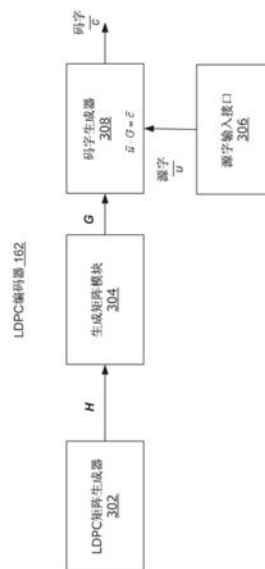 LDPC编码器 162
LDPC矩阵生成器
302
H
生成矩阵模块
304
G
码字生成器
308
u · G = c
码字
c
源字
u
源字输入接口
306